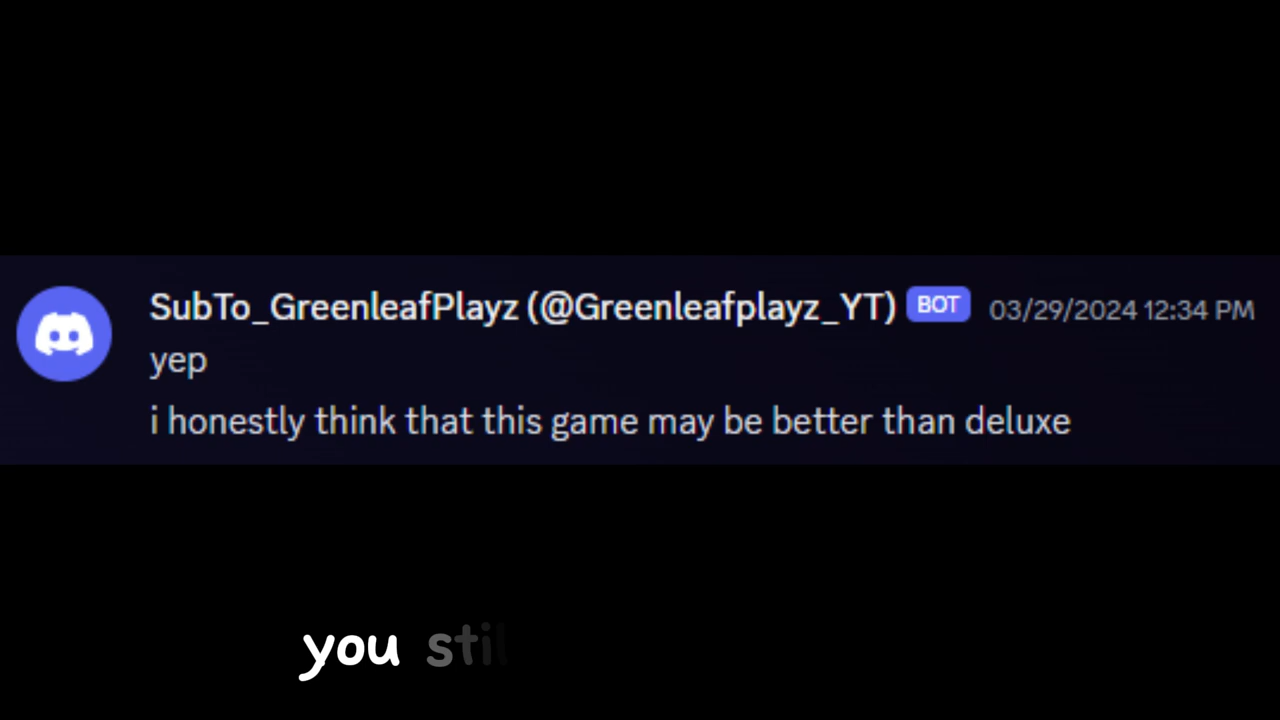 SubTo_GreenleafPlayz (@Greenleafplayz_YT) BOT 03/29/2024 12:34 PM
yep
i honestly think that this game may be better than deluxe
you stil